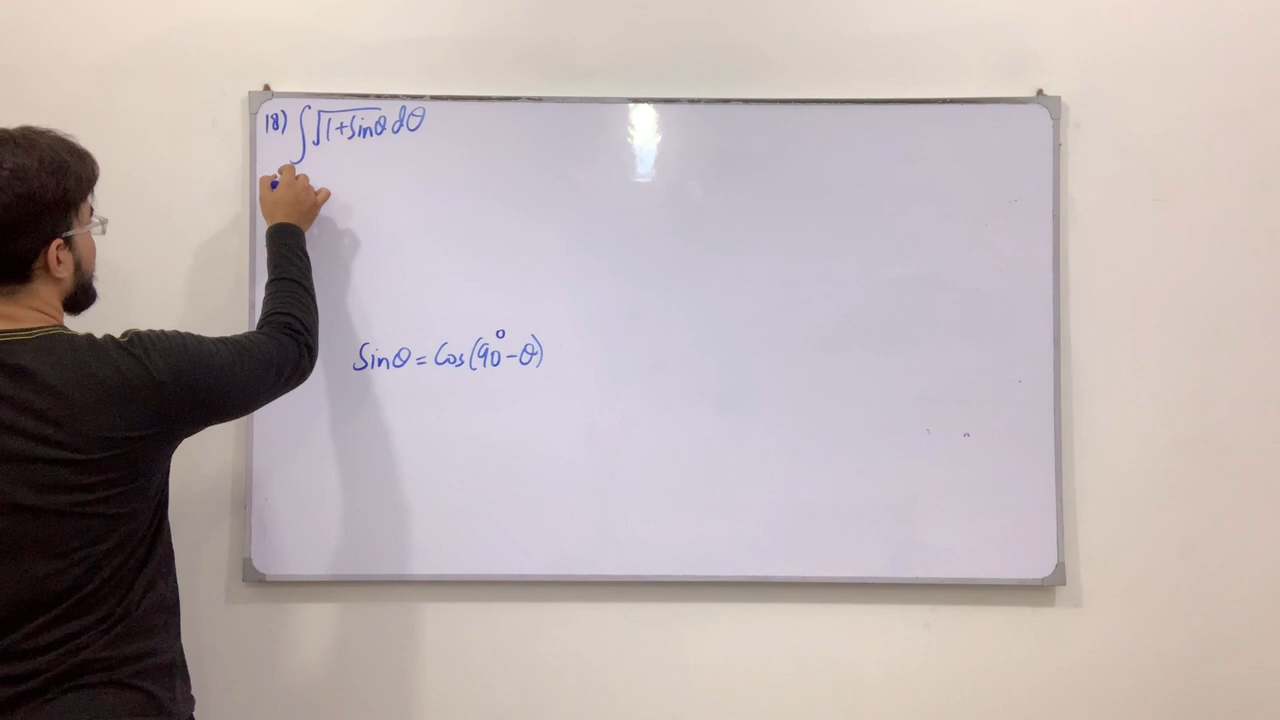 18) ∫√1+Sinθ dθ
Sinθ = Cos(90°-θ)